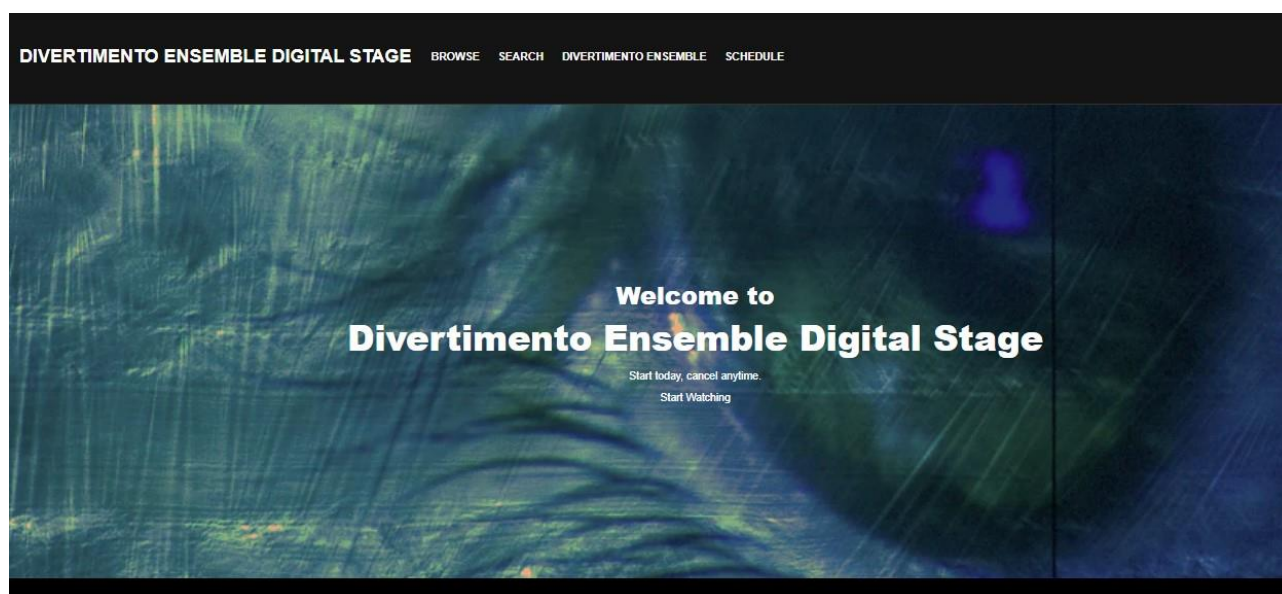 DIVERTIMENTO ENSEMBLE DIGITAL STAGE BROWSE SEARCH DIVERTIMENTO ENSEMBLE SCHEDULE
Welcome to
Divertimento Ensemble Digital Stage
Start today, cancel anytime.
Start Watching